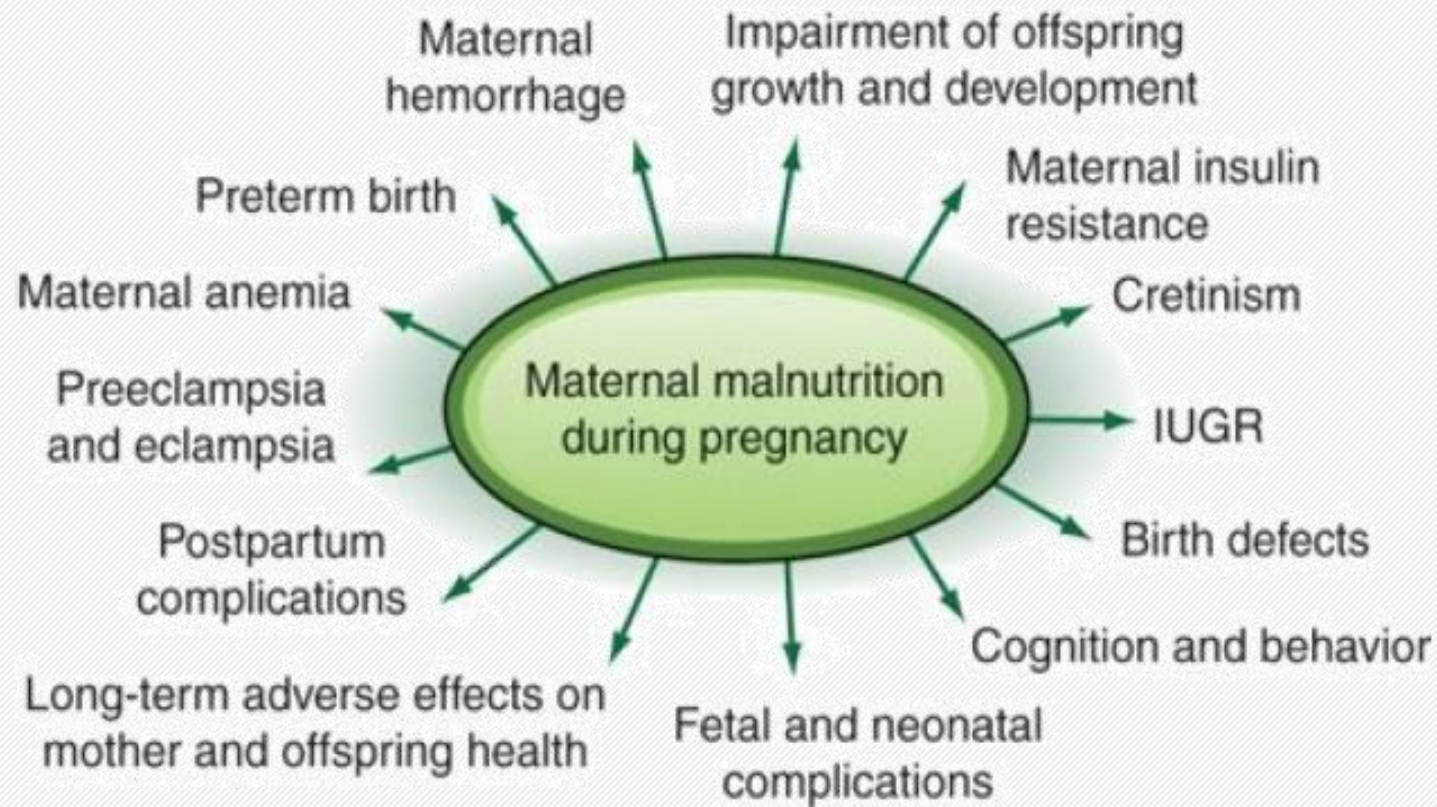 Maternal
hemorrhage
Impairment of offspring
growth and development
Preterm birth
Maternal insulin
resistance
Maternal anemia
Cretinism
Preeclampsia
and eclampsia
Maternal malnutrition
during pregnancy
IUGR
Postpartum
complications
Birth defects
Cognition and behavior
Long-term adverse effects on
mother and offspring health
Fetal and neonatal
complications